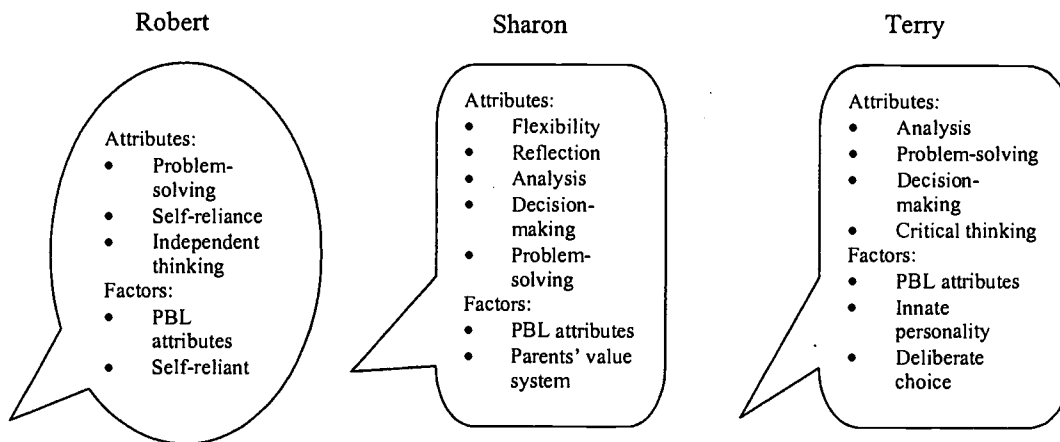 Robert
Attributes:
• Problem-
solving
• Self-reliance
• Independent
thinking
Factors:
• PBL
attributes
• Self-reliant
Sharon
Attributes:
• Flexibility
• Reflection
• Analysis
• Decision-
making
• Problem-
solving
Factors:
• PBL attributes
• Parents' value
system
Terry
Attributes:
• Analysis
• Problem-solving
• Decision-
making
• Critical thinking
Factors:
• PBL attributes
• Innate
personality
• Deliberate
choice